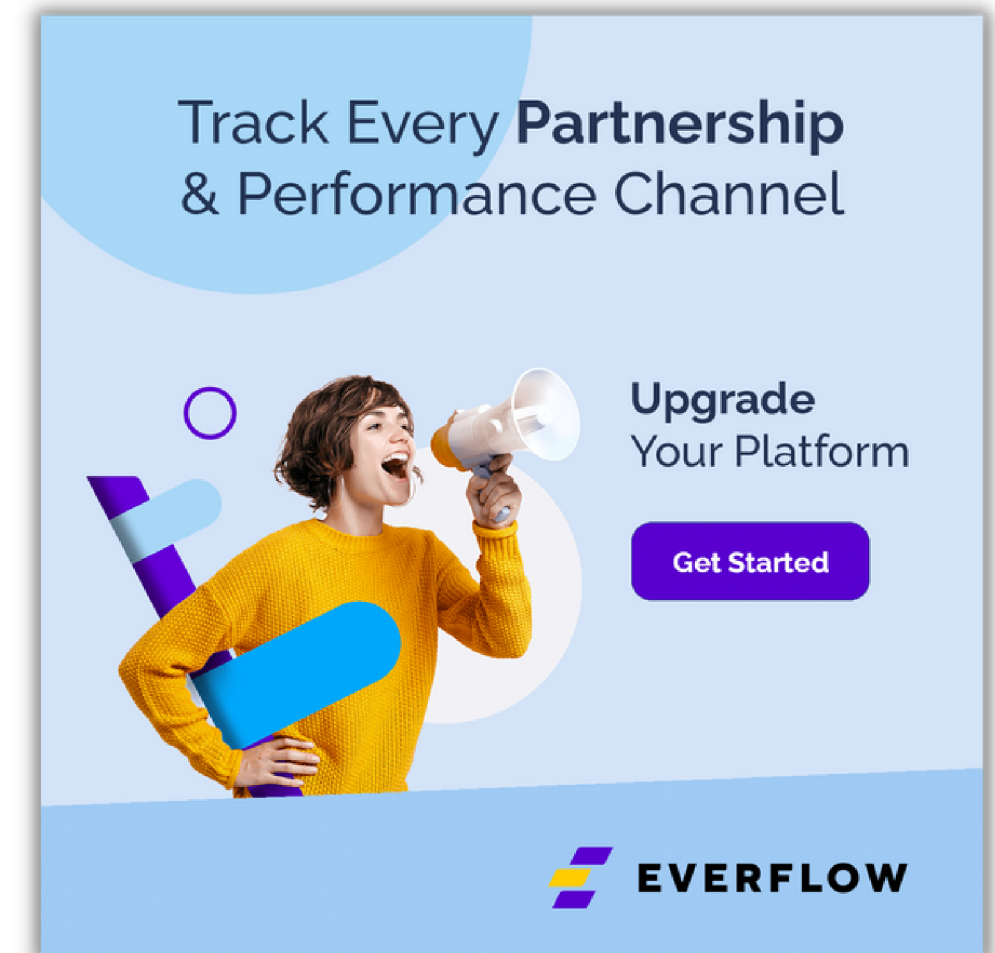 Track Every Partnership
& Performance Channel
Upgrade
Your Platform
Get Started
EVERFLOW